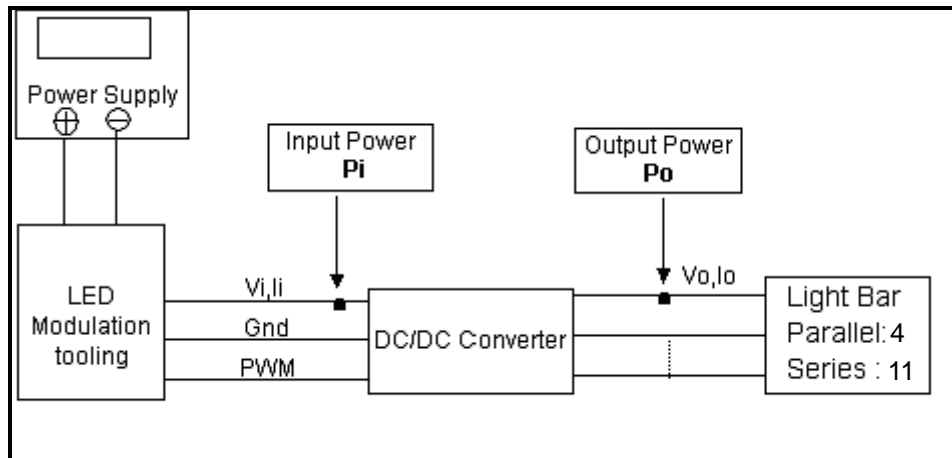 Power Supply
Input Power
Pi
Output Power
Po
LED
Modulation
tooling
Vi,Ii
Gnd
PWM
DC/DC Converter
Vo,Io
Light Bar
Parallel: 4
Series : 11